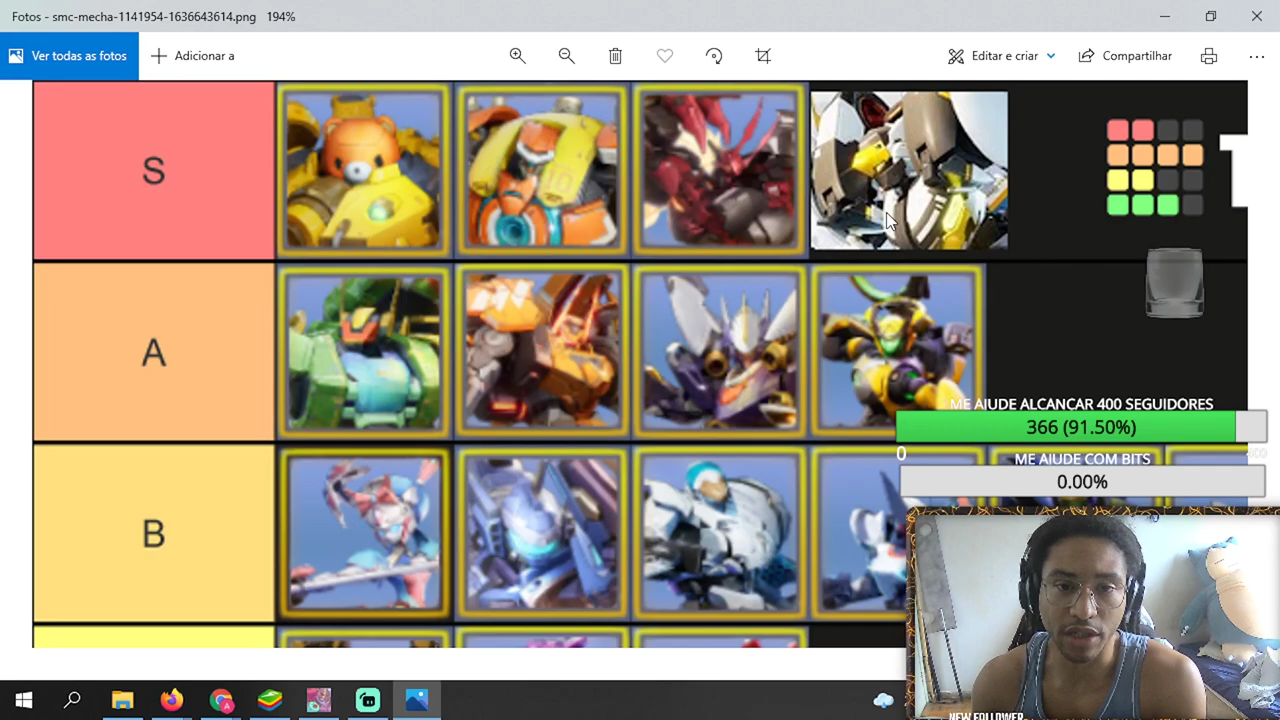 Fotos - smc-mecha-1141954-1636643614.png 194%
Ver todas as fotos
Adicionar a
Editar e criar
Compartilhar
S
A
B
ME AJUDE ALCANCAR 400 SEGUIDORES
366 (91.50%)
0
ME AJUDE COM BITS
0.00%
NEW FOLLOWER